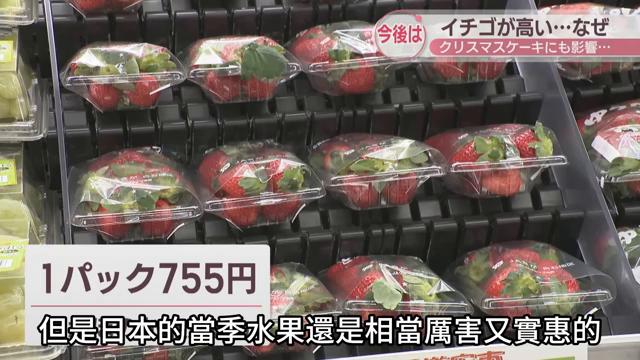 今後は
イチゴが高い…なぜ
クリスマスケーキにも影響…
1パック755円
但是日本的當季水果還是相當厲害又實惠的